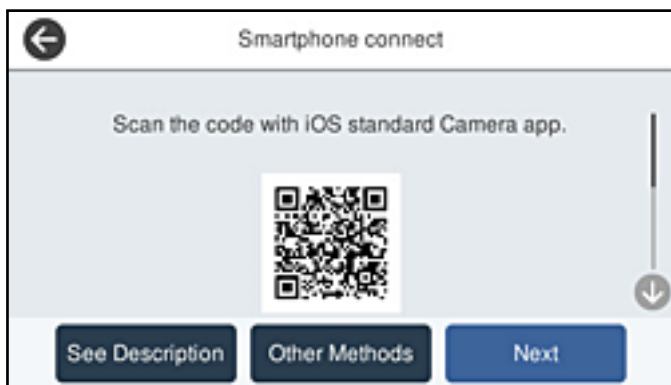 Smartphone connect
Scan the code with iOS standard Camera app.
See Description
Other Methods
Next